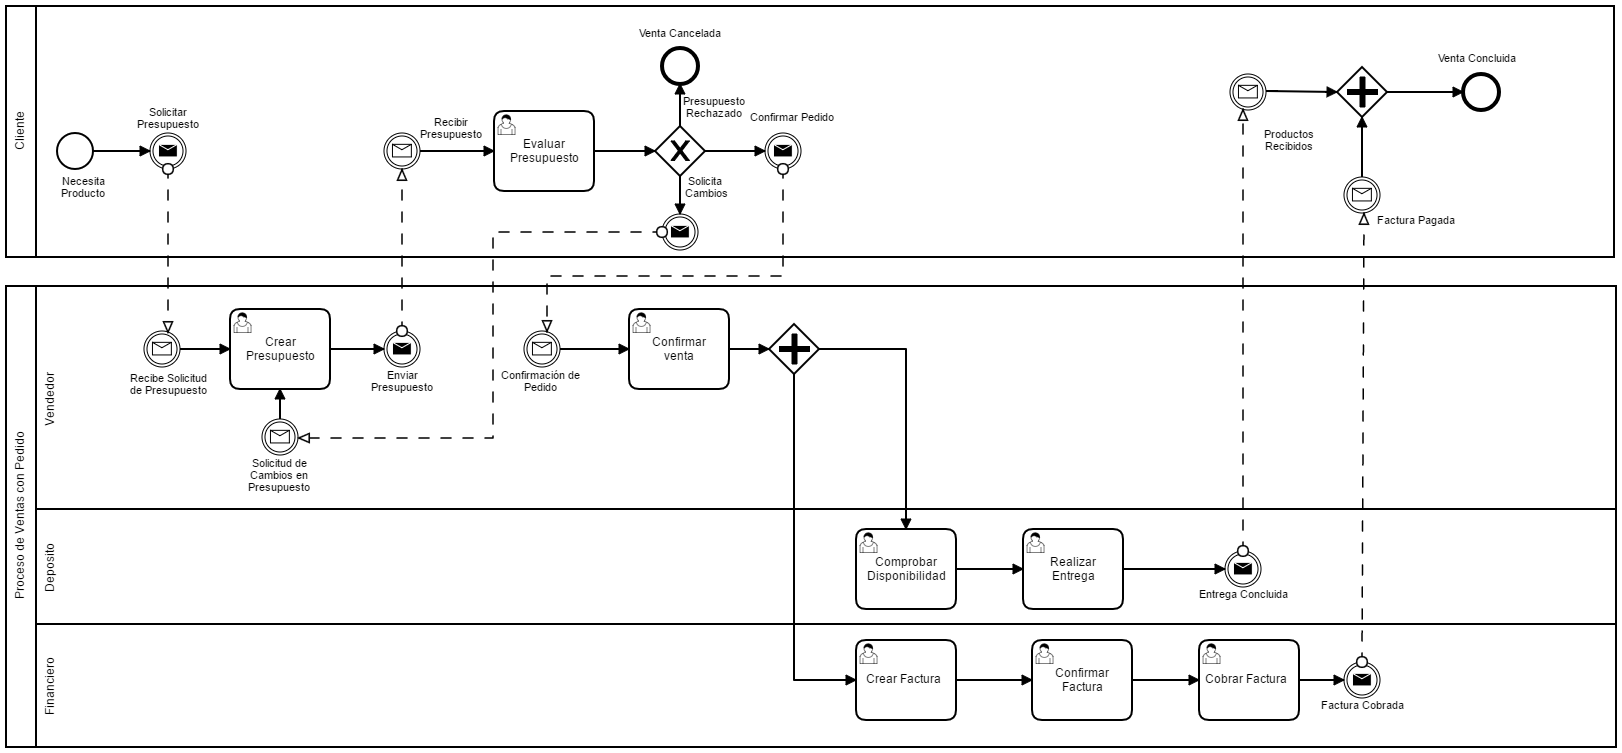 Cliente
Necesita
Producto
Solicitar
Presupuesto
Recibir
Presupuesto
Evaluar
Presupuesto
Venta Cancelada
Presupuesto
Rechazado
Confirmar Pedido
Solicita
Cambios
Productos
Recibidos
Factura Pagada
Venta Concluida
Proceso de Ventas con Pedido
Vendedor
Recibe Solicitud
de Presupuesto
Crear
Presupuesto
Enviar
Presupuesto
Solicitud de
Cambios en
Presupuesto
Confirmación de
Pedido
Confirmar
venta
Deposito
Comprobar
Disponibilidad
Realizar
Entrega
Entrega Concluida
Financiero
Crear Factura
Confirmar
Factura
Cobrar Factura
Factura Cobrada